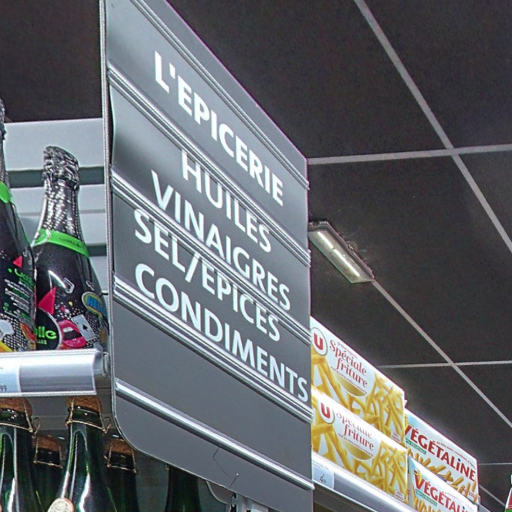 L'EPICERIE
HUILES
VINAIGRES
SEL/EPICES
CONDIMENTS
U
Spéciale
friture
U
Spéciale
friture
VÉGÉTALINE
VÉGÉTALINE